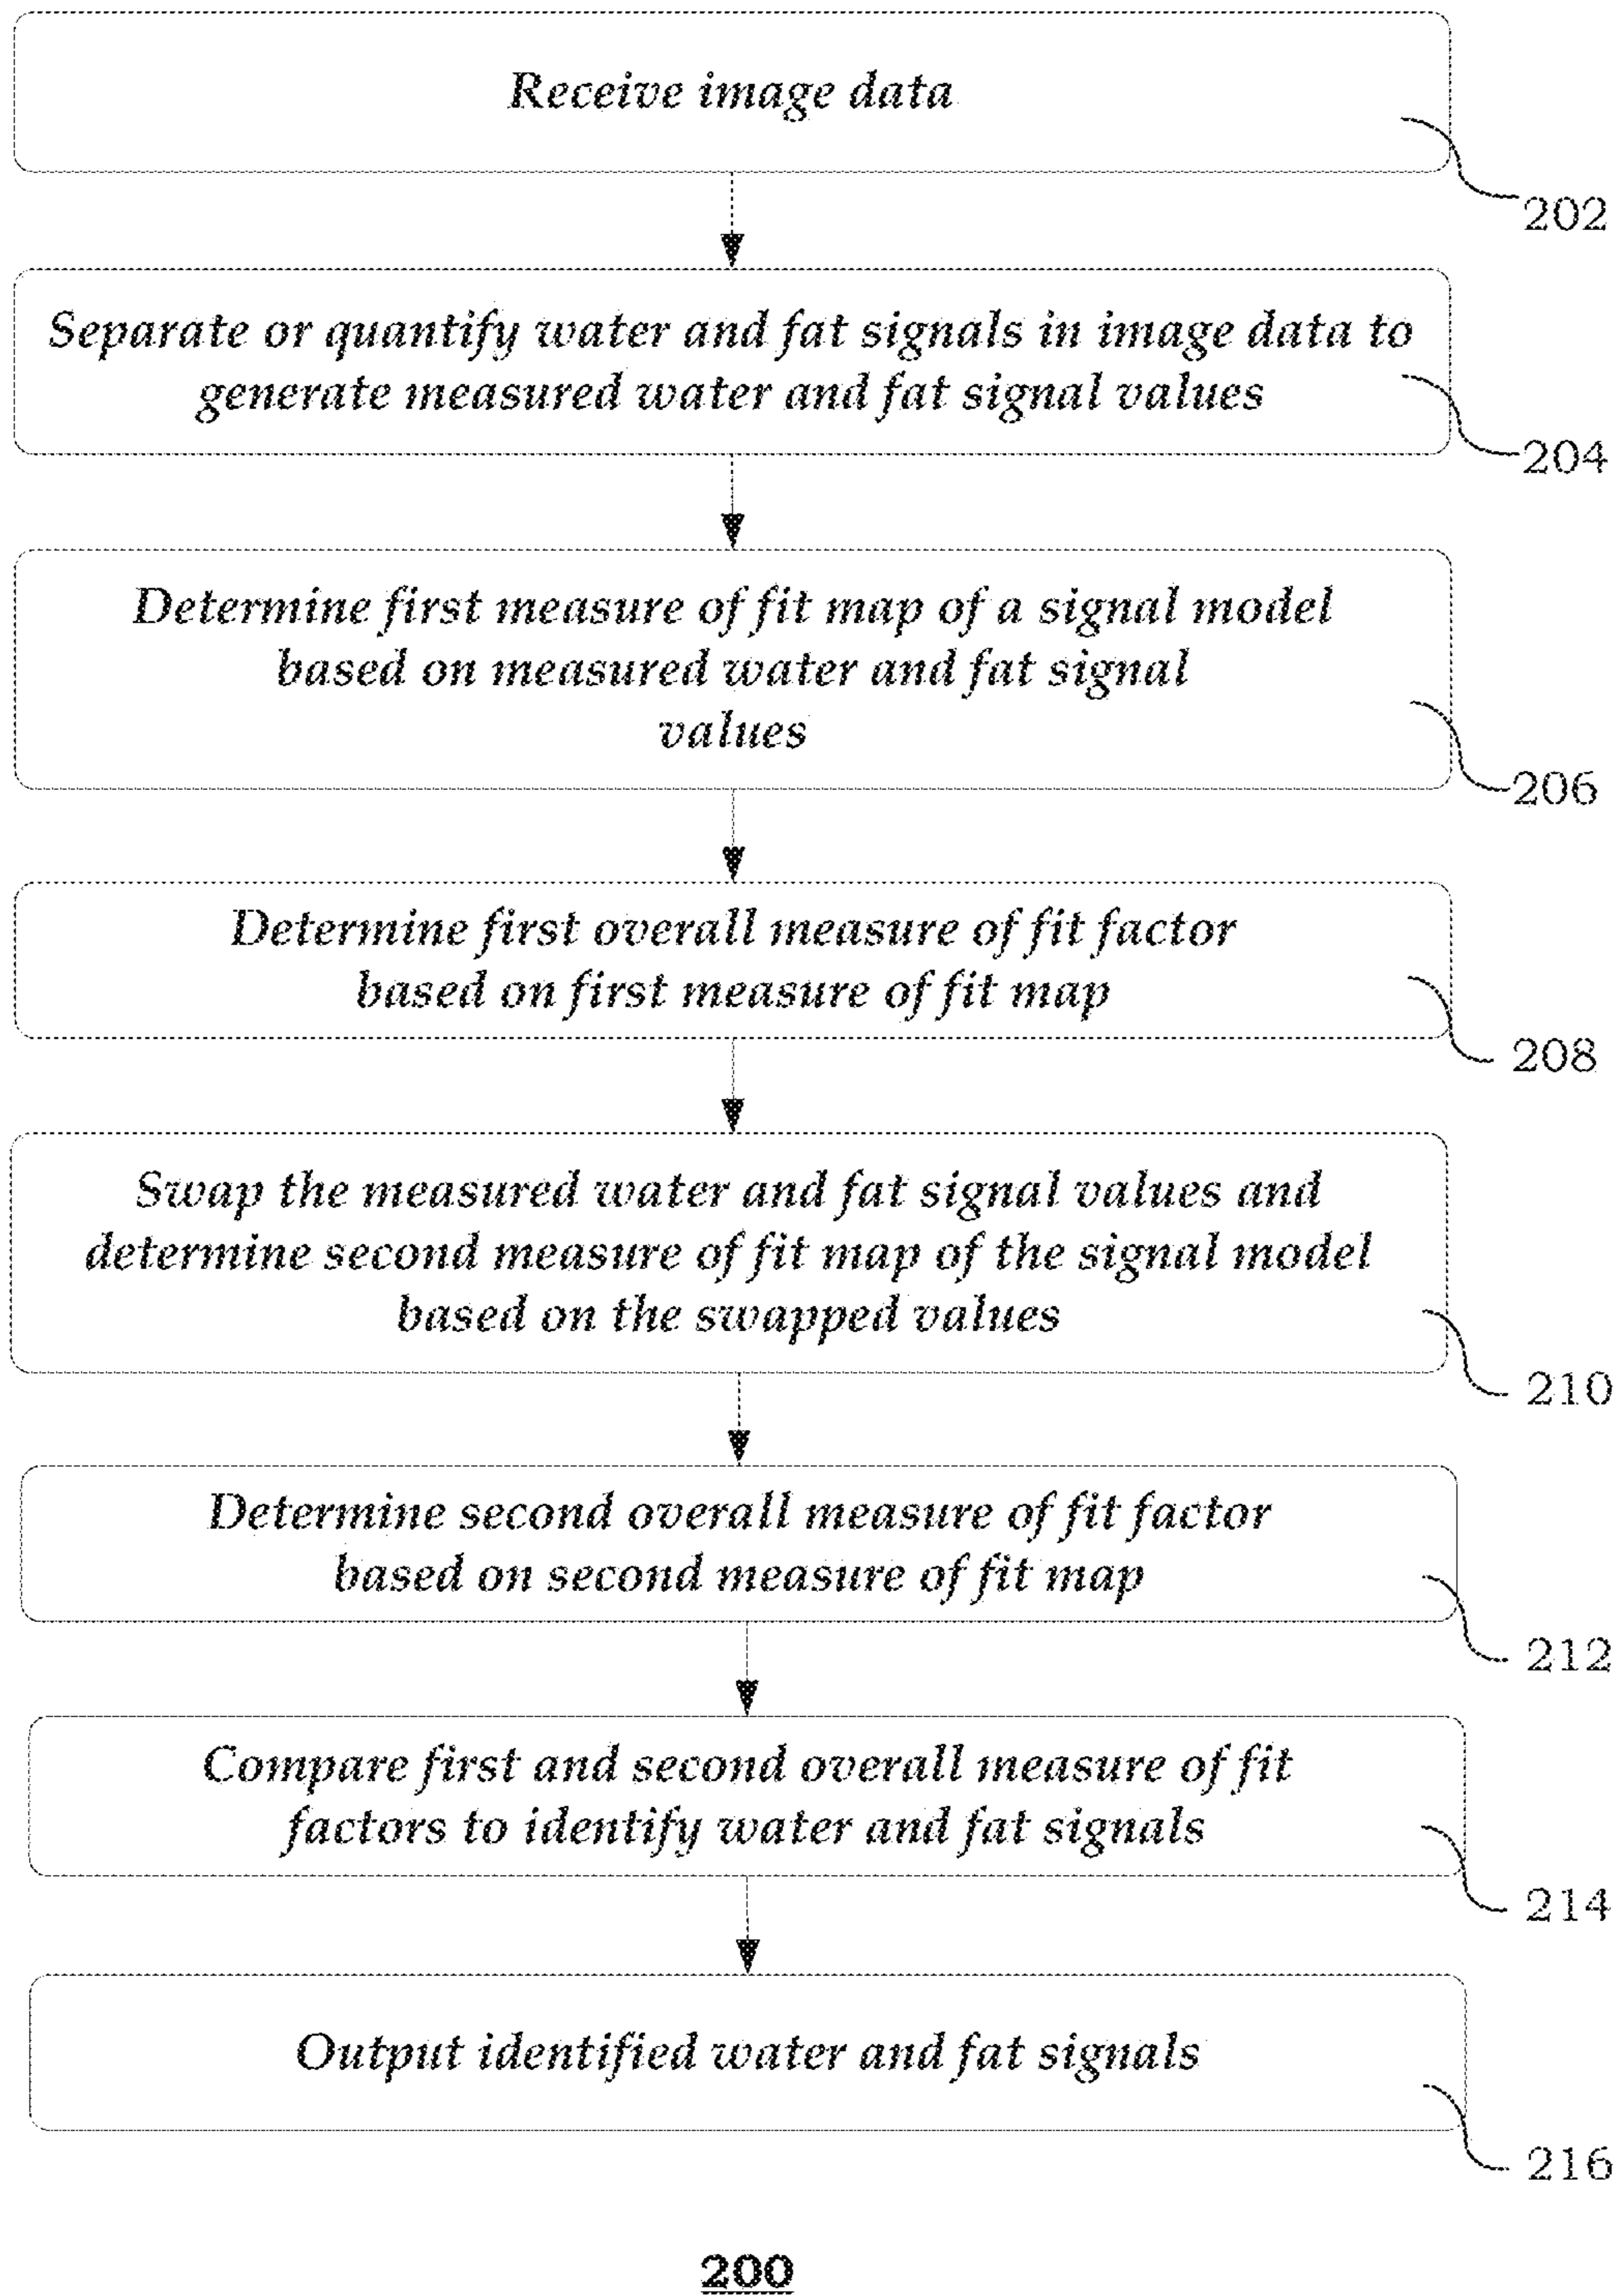 Receive image data
202
Separate or quantify water and fat signals in image data to
generate measured water and fat signal values
204
Determine first measure of fit map of a signal model
based on measured water and fat signal
values
206
Determine first overall measure of fit factor
based on first measure of fit map
208
Swap the measured water and fat signal values and
determine second measure of fit map of the signal model
based on the swapped values
210
Determine second overall measure of fit factor
based on second measure of fit map
212
Compare first and second overall measure of fit
factors to identify water and fat signals
214
Output identified water and fat signals
216
200